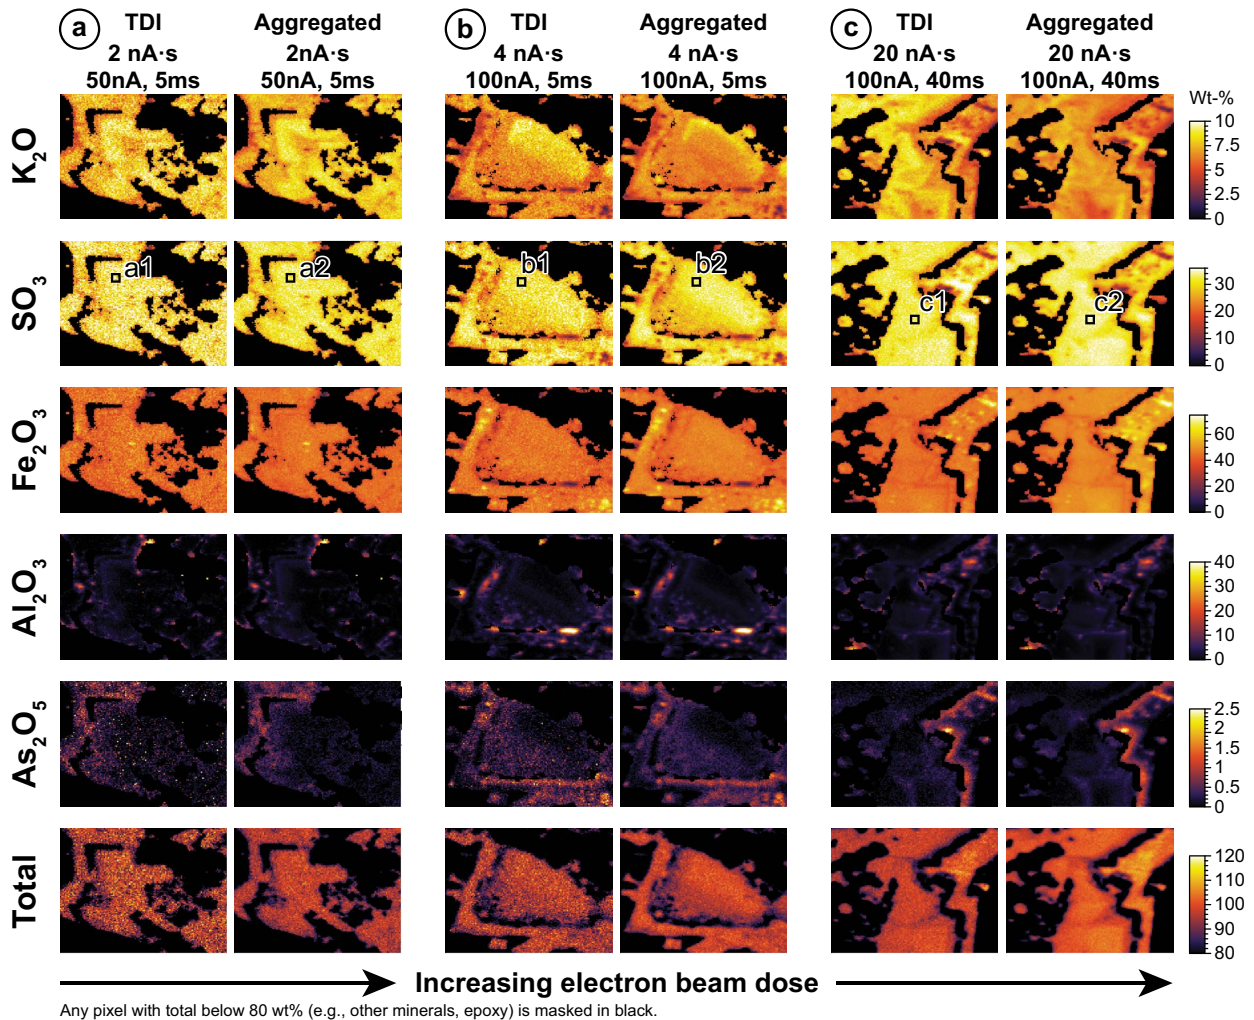 a TDI Aggregated b TDI Aggregated c TDI Aggregated
2 nA·s 2nA·s 4 nA·s 4 nA·s 20 nA·s 20 nA·s
50nA, 5ms 50nA, 5ms 100nA, 5ms 100nA, 5ms 100nA, 40ms 100nA, 40ms
Wt-%
K₂O
10
7.5
5
2.5
0
SO₃
a1 a2 b1 b2 c1 c2
30
20
10
0
Fe₂O₃
60
40
20
0
Al₂O₃
40
30
20
10
0
As₂O₅
2.5
2
1.5
1
0.5
0
Total
120
110
100
90
80
Increasing electron beam dose
Any pixel with total below 80 wt% (e.g., other minerals, epoxy) is masked in black.